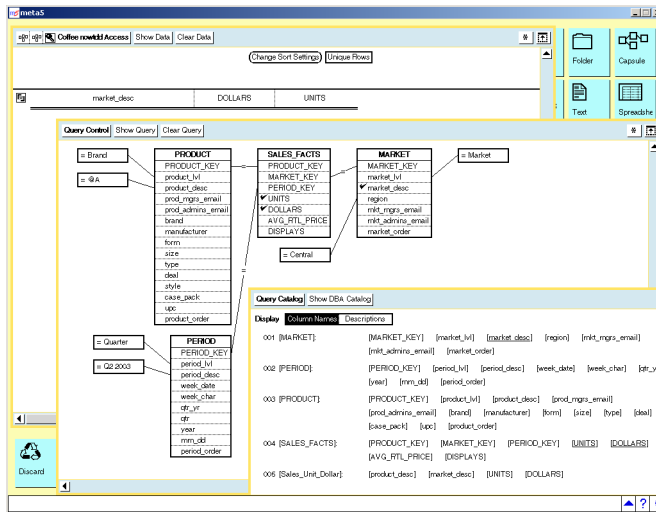 meta5
Coffee nowtdd Access Show Data Clear Data
Change Sort Settings Unique Rows
market_desc DOLLARS UNITS
Folder Capsule
Text Spreadshe
Query Control Show Query Clear Query
= Brand
= @A
PRODUCT
PRODUCT_KEY
product_lvl
product_desc
prod_mgrs_email
prod_admins_email
brand
manufacturer
form
size
type
deal
style
case_pack
upc
product_order
=
SALES_FACTS
PRODUCT_KEY
MARKET_KEY
PERIOD_KEY
UNITS
DOLLARS
AVG_RTL_PRICE
DISPLAYS
=
MARKET
MARKET_KEY
market_lvl
market_desc
region
mkt_mgrs_email
mkt_admins_email
market_order
= Market
= Central
=
= Quarter
= Q2 2003
PERIOD
PERIOD_KEY
period_lvl
period_desc
week_date
week_char
qtr_yr
qtr
year
mm_dd
period_order
Query Catalog Show DBA Catalog
Display Column Names Descriptions
001 [MARKET]: [MARKET_KEY] [market_lvl] [market_desc] [region] [mkt_mgrs_email]
[mkt_admins_email] [market_order]
002 [PERIOD]: [PERIOD_KEY] [period_lvl] [period_desc] [week_date] [week_char] [qtr_y
[year] [mm_dd] [period_order]
003 [PRODUCT]: [PRODUCT_KEY] [product_lvl] [product_desc] [prod_mgrs_email]
[prod_admins_email] [brand] [manufacturer] [form] [size] [type] [deal]
[case_pack] [upc] [product_order]
004 [SALES_FACTS]: [PRODUCT_KEY] [MARKET_KEY] [PERIOD_KEY] [UNITS] [DOLLARS]
[AVG_RTL_PRICE] [DISPLAYS]
006 [Sales_Unit_Dollar]: [product_desc] [market_desc] [UNITS] [DOLLARS]
Discard
?